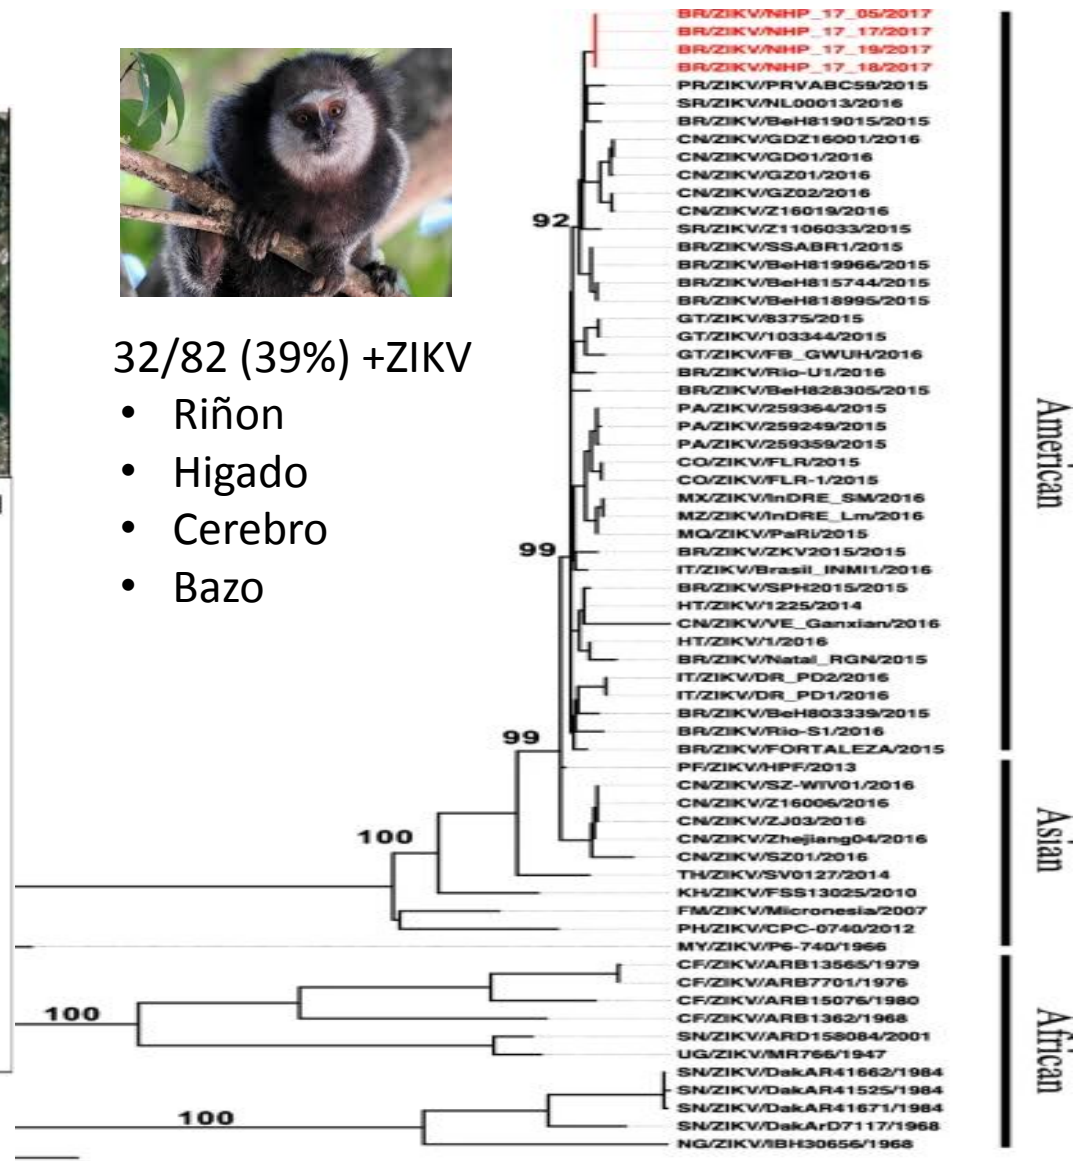 32/82 (39%) +ZIKV
• Riñon
• Higado
• Cerebro
• Bazo
BR/ZIKV/NHP_17_05/2017
BR/ZIKV/NHP_17_17/2017
BR/ZIKV/NHP_17_19/2017
BR/ZIKV/NHP_17_18/2017
PR/ZIKV/PRVABC59/2015
SR/ZIKV/NL00013/2016
BR/ZIKV/BeH819015/2015
CN/ZIKV/GDZ16001/2016
CN/ZIKV/GD01/2016
CN/ZIKV/GZ01/2016
CN/ZIKV/GZ02/2016
CN/ZIKV/Z16019/2016
92
SR/ZIKV/Z1106033/2015
BR/ZIKV/SSABR1/2015
BR/ZIKV/BeH819966/2015
BR/ZIKV/BeH815744/2015
BR/ZIKV/BeH818995/2015
GT/ZIKV/8375/2015
GT/ZIKV/103344/2015
GT/ZIKV/FB_GWUH/2016
BR/ZIKV/Rio-U1/2016
BR/ZIKV/BeH828305/2015
PA/ZIKV/259364/2015
PA/ZIKV/259249/2015
PA/ZIKV/259359/2015
CO/ZIKV/FLR/2015
CO/ZIKV/FLR-1/2015
MX/ZIKV/InDRE_SM/2016
MZ/ZIKV/InDRE_Lm/2016
MQ/ZIKV/PaRi/2015
99
BR/ZIKV/ZKV2015/2015
IT/ZIKV/Brasil_INMI1/2016
BR/ZIKV/SPH2015/2015
HT/ZIKV/1225/2014
CN/ZIKV/VE_Ganxian/2016
HT/ZIKV/1/2016
BR/ZIKV/Natal_RGN/2015
IT/ZIKV/DR_PD2/2016
IT/ZIKV/DR_PD1/2016
BR/ZIKV/BeH803339/2015
BR/ZIKV/Rio-S1/2016
BR/ZIKV/FORTALEZA/2015
American
99
PF/ZIKV/HPF/2013
CN/ZIKV/SZ-WIV01/2016
CN/ZIKV/Z16006/2016
CN/ZIKV/ZJ03/2016
CN/ZIKV/Zhejiang04/2016
CN/ZIKV/SZ01/2016
TH/ZIKV/SV0127/2014
KH/ZIKV/FSS13025/2010
FM/ZIKV/Micronesia/2007
PH/ZIKV/CPC-0740/2012
MY/ZIKV/P6-740/1966
Asian
100
CF/ZIKV/ARB13565/1979
CF/ZIKV/ARB7701/1976
CF/ZIKV/ARB15076/1980
CF/ZIKV/ARB1362/1968
SN/ZIKV/ARD158084/2001
UG/ZIKV/MR766/1947
SN/ZIKV/DakAR41662/1984
SN/ZIKV/DakAR41525/1984
SN/ZIKV/DakAR41671/1984
SN/ZIKV/DakArD7117/1968
NG/ZIKV/IBH30656/1968
African
100
100